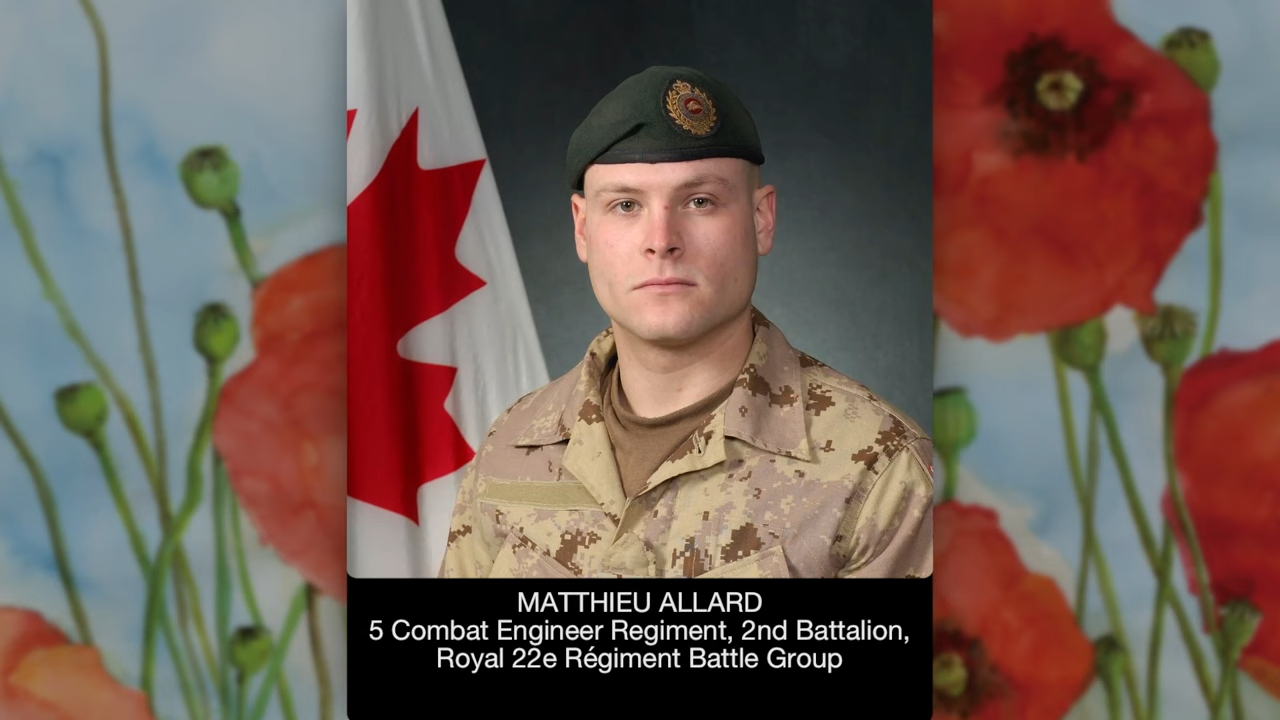 MATTHIEU ALLARD
5 Combat Engineer Regiment, 2nd Battalion,
Royal 22e Régiment Battle Group